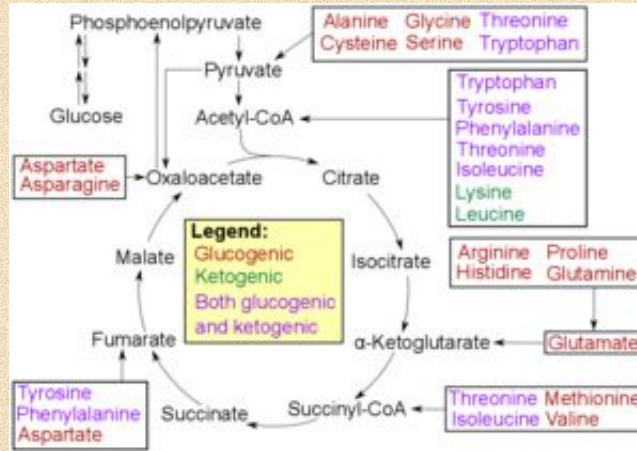 Phosphoenolpyruvate
Alanine Glycine Threonine
Cysteine Serine Tryptophan
Pyruvate
Glucose
Acetyl-CoA
Tryptophan
Tyrosine
Phenylalanine
Threonine
Isoleucine
Lysine
Leucine
Aspartate
Asparagine
Oxaloacetate
Citrate
Legend:
Glucogenic
Ketogenic
Both glucogenic
and ketogenic
Malate
Isocitrate
Arginine Proline
Histidine Glutamine
Fumarate
α-Ketoglutarate
Glutamate
Tyrosine
Phenylalanine
Aspartate
Succinate
Succinyl-CoA
Threonine Methionine
Isoleucine Valine